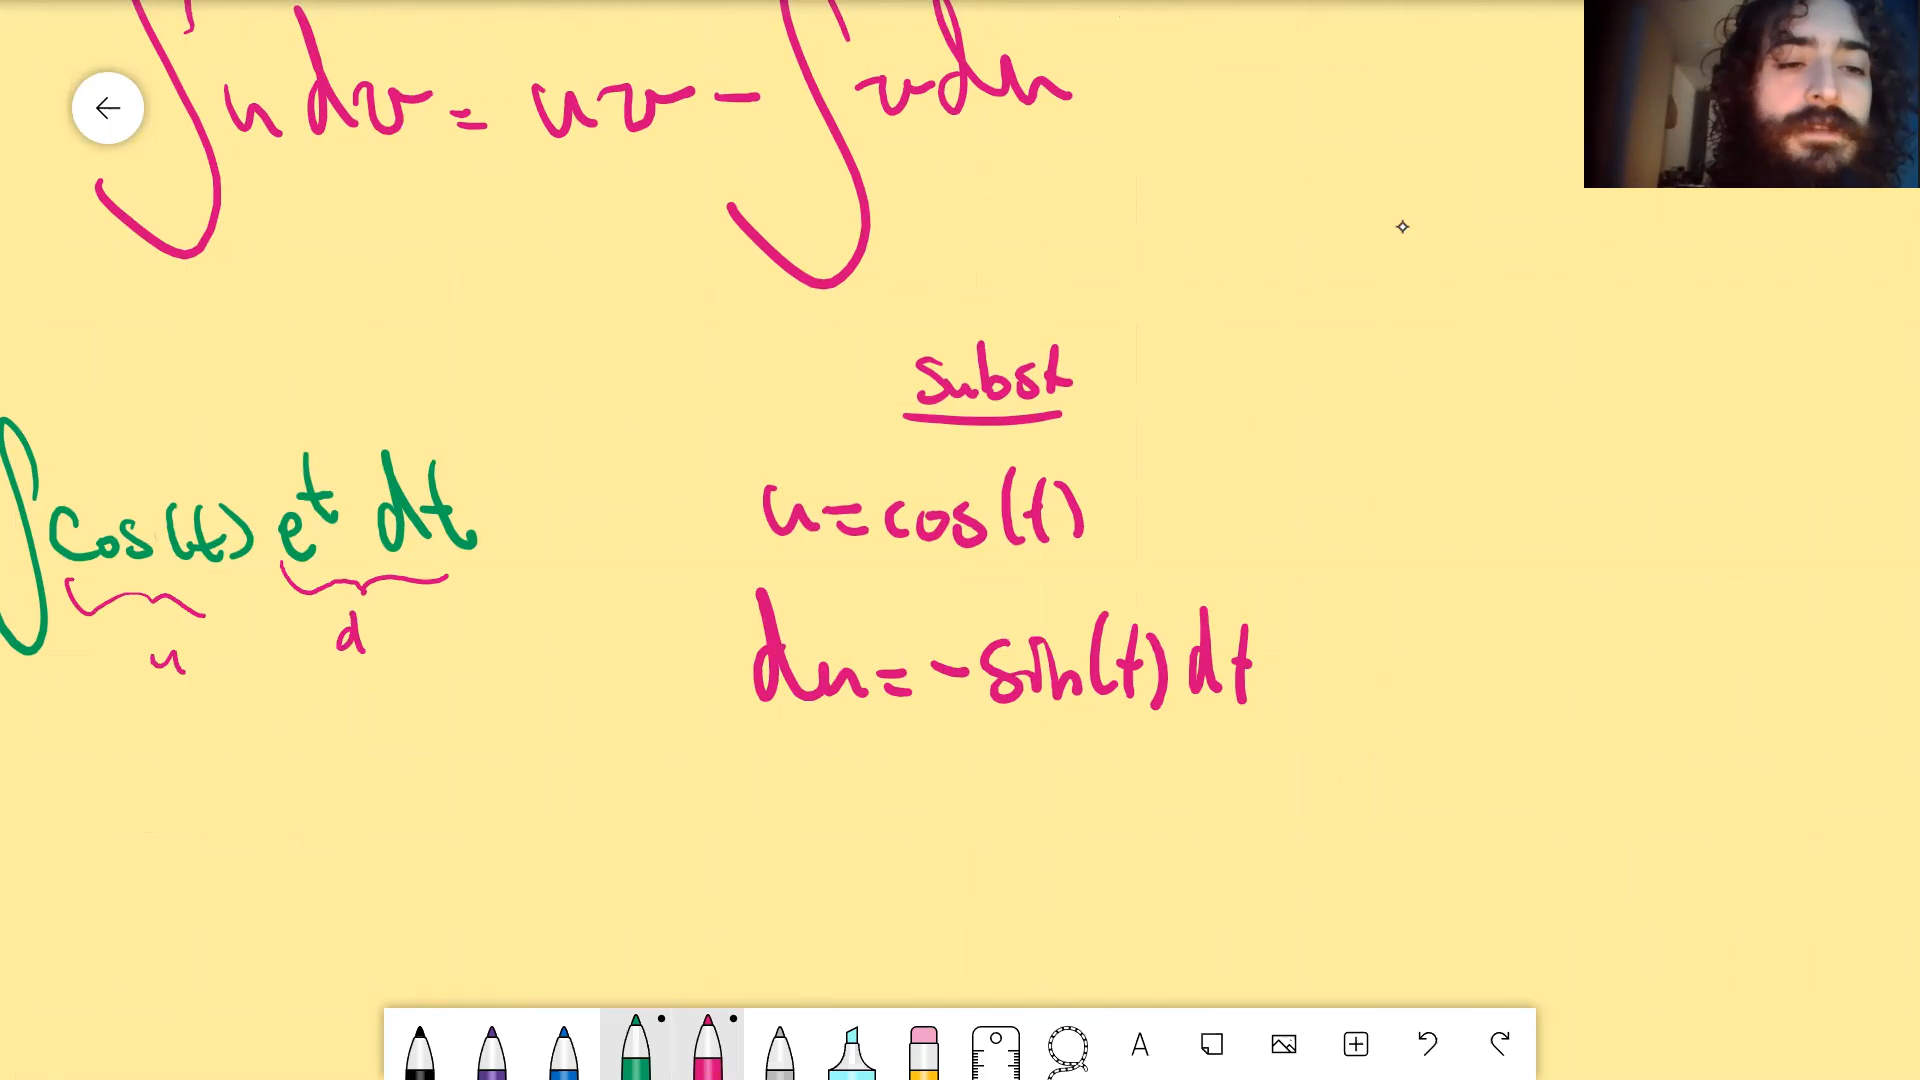 ∫ u dv = uv - ∫ v du
Subst
∫ cos(t) e^t dt
u = cos(t)
u
d
du = -sin(t) dt
A